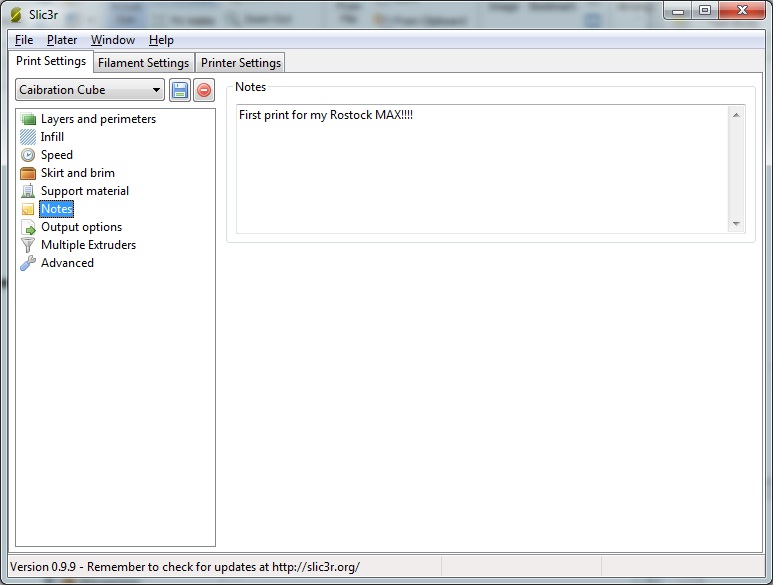 Slic3r
File Plater Window Help
Print Settings Filament Settings Printer Settings
Caibration Cube
Layers and perimeters
Infill
Speed
Skirt and brim
Support material
Notes
Output options
Multiple Extruders
Advanced
Notes
First print for my Rostock MAX!!!!
Version 0.9.9 - Remember to check for updates at http://slic3r.org/